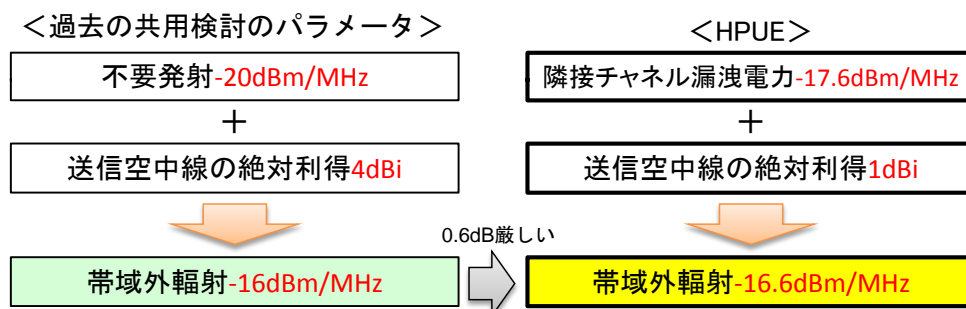 ＜過去の共用検討のパラメータ＞
不要発射-20dBm/MHz
＋
送信空中線の絶対利得4dBi
帯域外輻射-16dBm/MHz
0.6dB厳しい
＜HPUE＞
隣接チャネル漏洩電力-17.6dBm/MHz
＋
送信空中線の絶対利得1dBi
帯域外輻射-16.6dBm/MHz